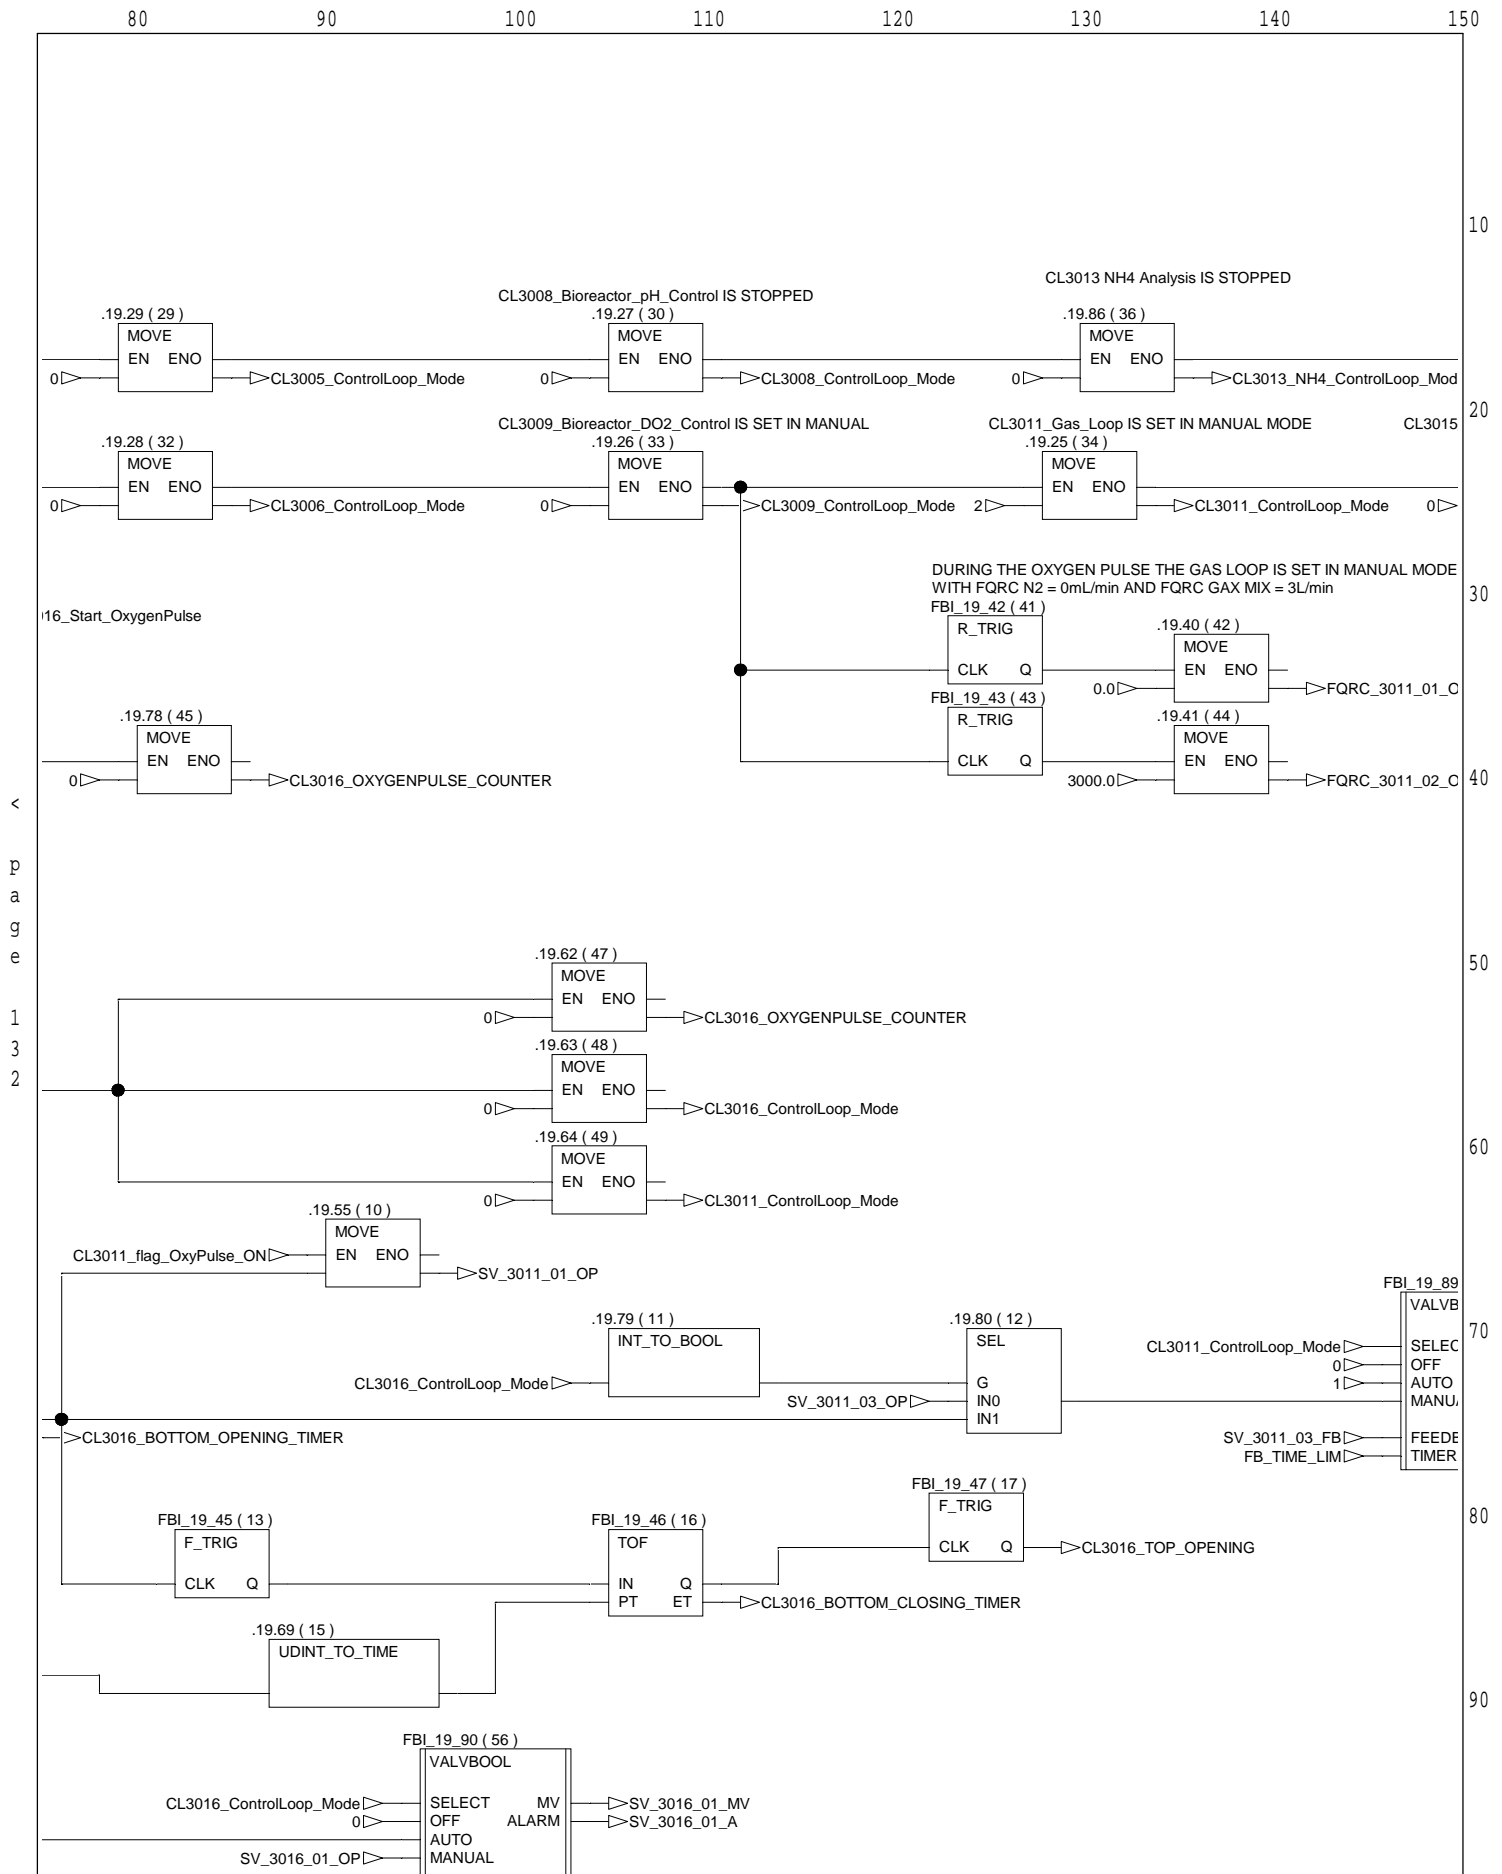 80 90 100 110 120 130 140 150
10
CL3013 NH4 Analysis IS STOPPED
CL3008_Bioreactor_pH_Control IS STOPPED
.19.29 ( 29 ) .19.27 ( 30 ) .19.86 ( 36 )
MOVE MOVE MOVE
EN ENO EN ENO EN ENO
0 CL3005_ControlLoop_Mode 0 CL3008_ControlLoop_Mode 0 CL3013_NH4_ControlLoop_Mod
20
CL3009_Bioreactor_DO2_Control IS SET IN MANUAL CL3011_Gas_Loop IS SET IN MANUAL MODE CL3015
.19.28 ( 32 ) .19.26 ( 33 ) .19.25 ( 34 )
MOVE MOVE MOVE
EN ENO EN ENO EN ENO
0 CL3006_ControlLoop_Mode 0 CL3009_ControlLoop_Mode 2 CL3011_ControlLoop_Mode 0
DURING THE OXYGEN PULSE THE GAS LOOP IS SET IN MANUAL MODE
WITH FQRC N2 = 0mL/min AND FQRC GAX MIX = 3L/min
30
FBI_19_42 ( 41 )
16_Start_OxygenPulse
R_TRIG .19.40 ( 42 )
MOVE
CLK Q EN ENO
0.0 FQRC_3011_01_O
FBI_19_43 ( 43 )
.19.78 ( 45 ) R_TRIG .19.41 ( 44 )
MOVE MOVE
EN ENO CLK Q EN ENO
0 CL3016_OXYGENPULSE_COUNTER 3000.0 FQRC_3011_02_O
40
< page 132
.19.62 ( 47 )
50
MOVE
EN ENO
0 CL3016_OXYGENPULSE_COUNTER
.19.63 ( 48 )
MOVE
EN ENO
0 CL3016_ControlLoop_Mode
.19.64 ( 49 )
60
MOVE
EN ENO
0 CL3011_ControlLoop_Mode
.19.55 ( 10 )
MOVE
CL3011_flag_OxyPulse_ON EN ENO
SV_3011_01_OP
FBI_19_89
VALVB
.19.79 ( 11 ) .19.80 ( 12 )
70
INT_TO_BOOL SEL
CL3011_ControlLoop_Mode SELEC
0 OFF
CL3016_ControlLoop_Mode G 1 AUTO
SV_3011_03_OP IN0 MANUA
IN1
CL3016_BOTTOM_OPENING_TIMER SV_3011_03_FB FEEDB
FB_TIME_LIM TIMER
FBI_19_47 ( 17 )
F_TRIG
80
FBI_19_45 ( 13 ) FBI_19_46 ( 16 )
F_TRIG TOF
CLK Q CL3016_TOP_OPENING
CLK Q IN Q
PT ET CL3016_BOTTOM_CLOSING_TIMER
.19.69 ( 15 )
UDINT_TO_TIME
90
FBI_19_90 ( 56 )
VALVBOOL
CL3016_ControlLoop_Mode SELECT MV SV_3016_01_MV
0 OFF ALARM SV_3016_01_A
AUTO
SV_3016_01_OP MANUAL